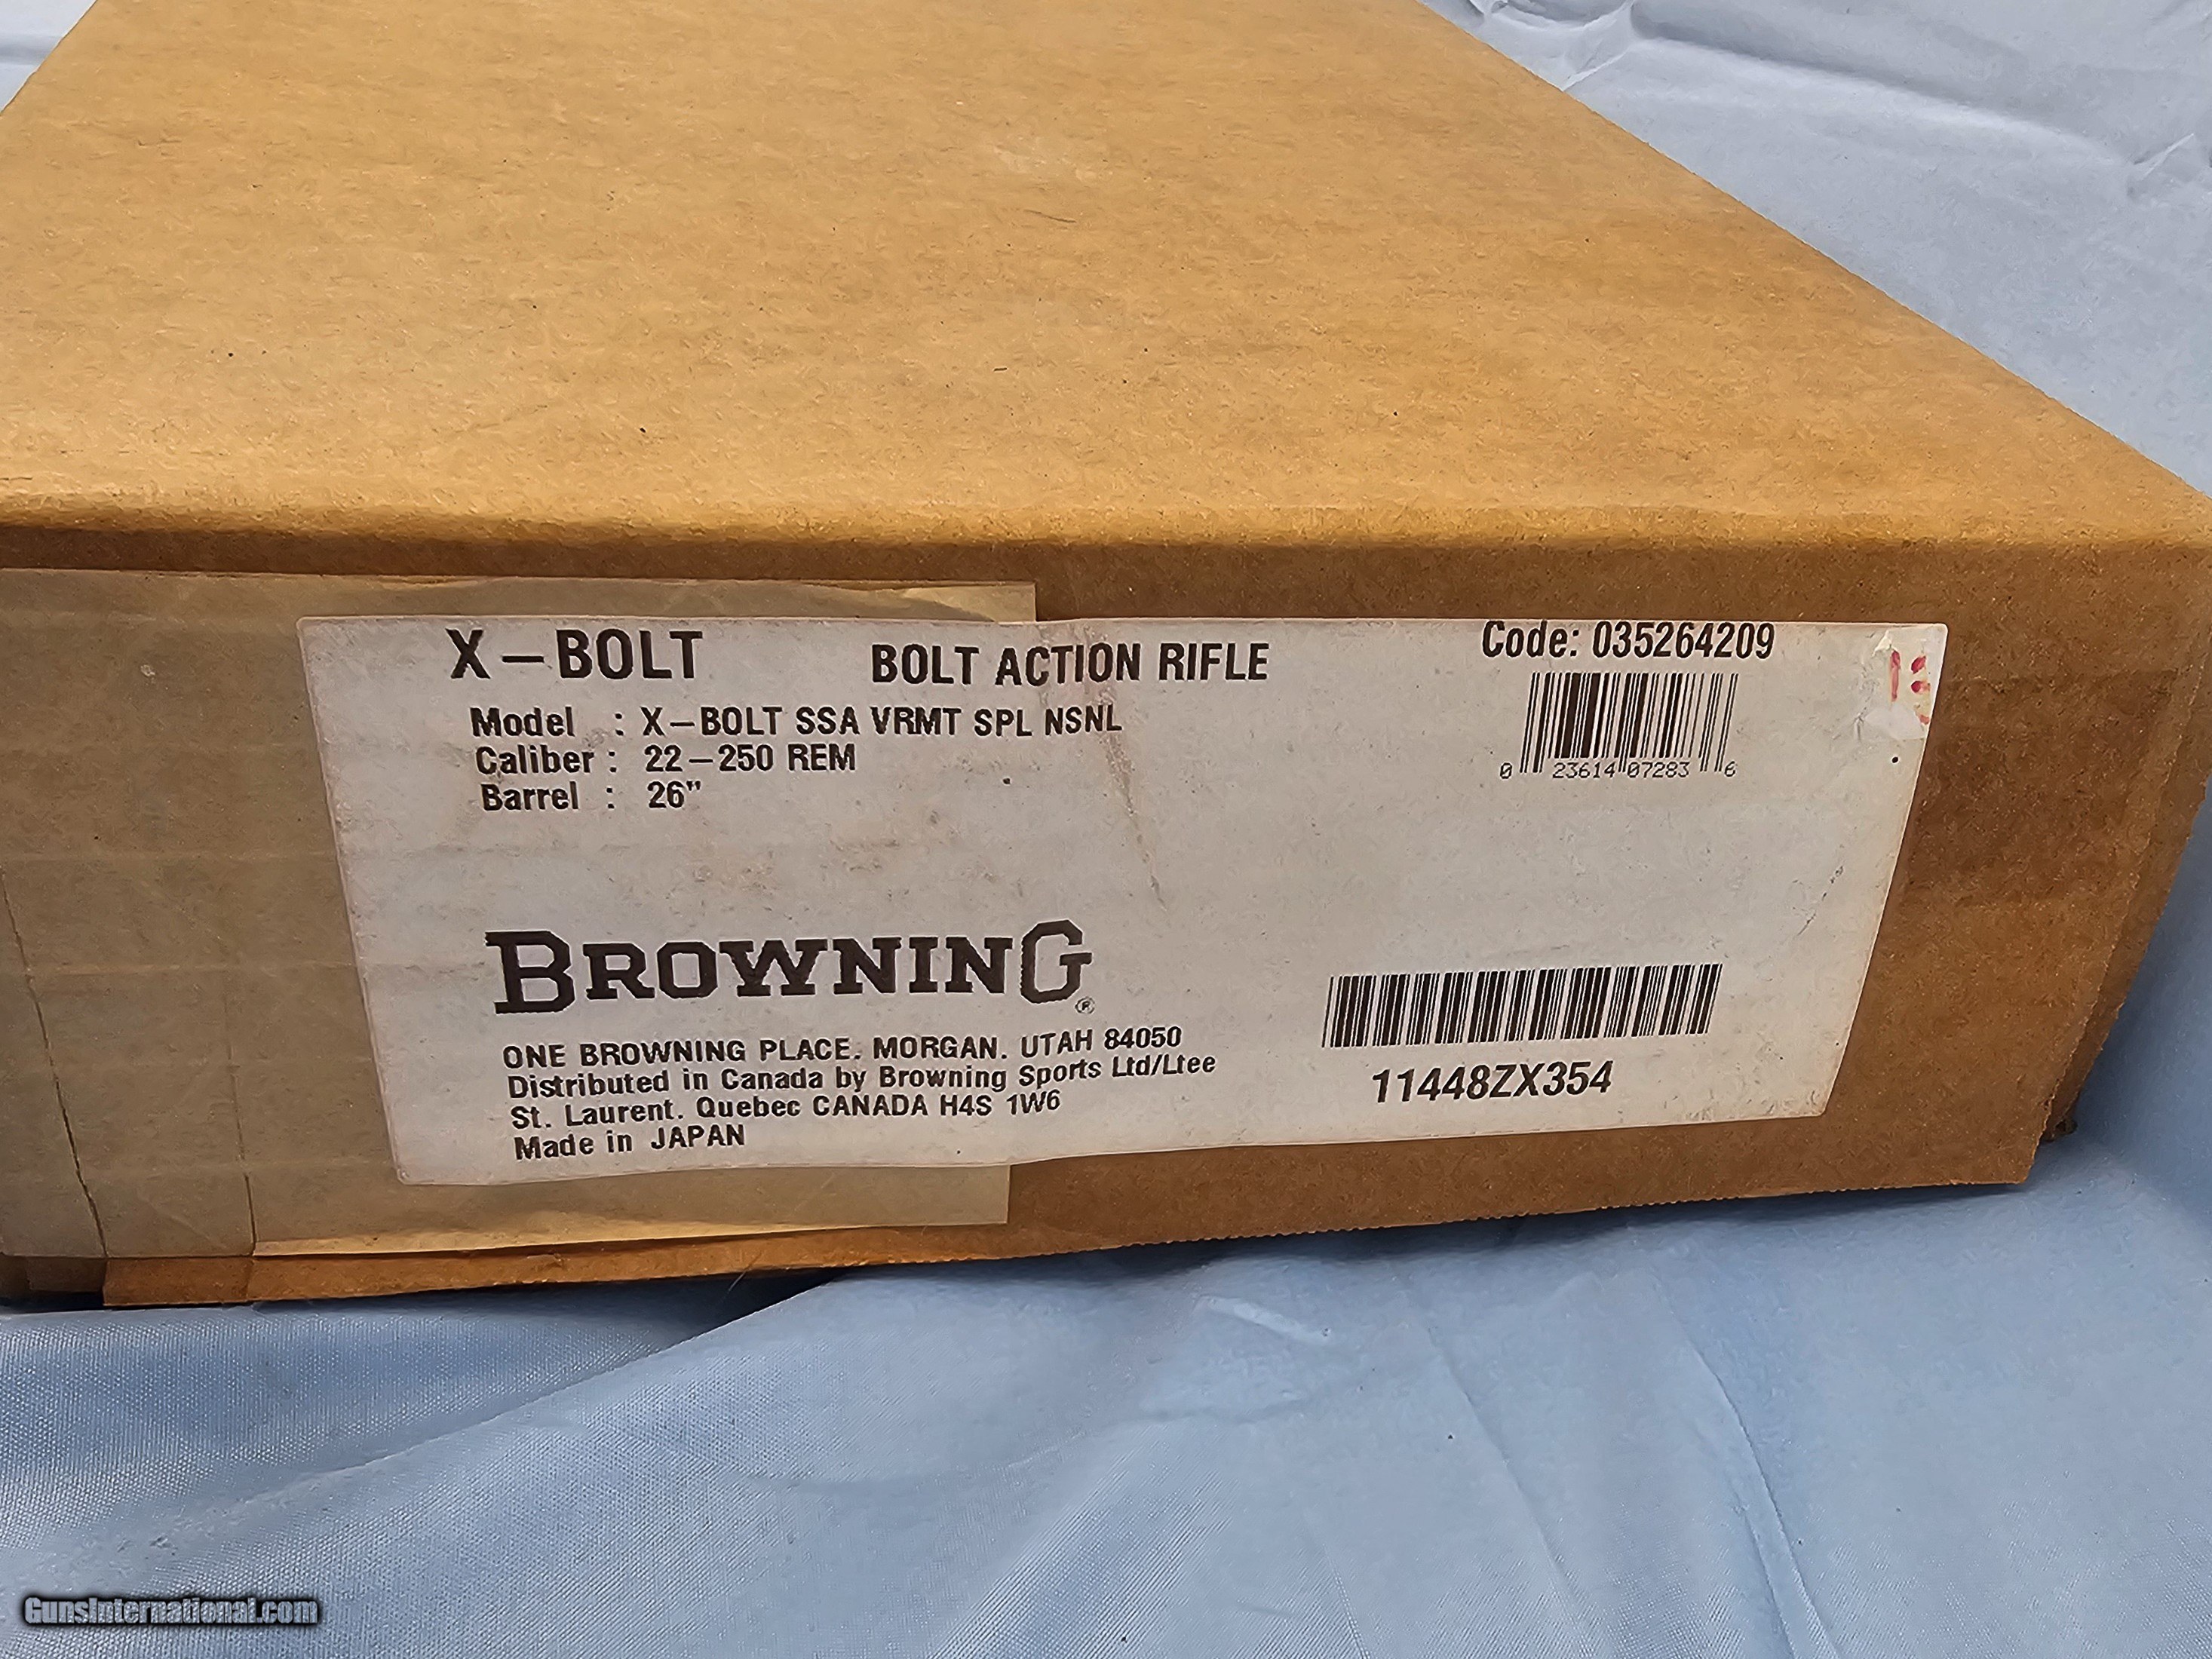 X-BOLT BOLT ACTION RIFLE
Code: 035264209
Model : X-BOLT SSA VRMT SPL NSNL
Caliber : 22-250 REM
Barrel : 26"
0 23614 07283 6
BROWNING®
ONE BROWNING PLACE. MORGAN. UTAH 84050
Distributed in Canada by Browning Sports Ltd/Ltee
St. Laurent. Quebec CANADA H4S 1W6
Made in JAPAN
11448ZX354
GunsInternational.com